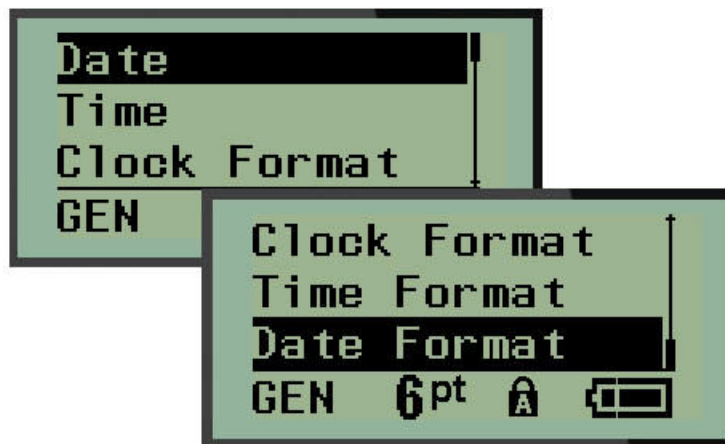 Date
Time
Clock Format
GEN
Clock Format
Time Format
Date Format
GEN 6pt A